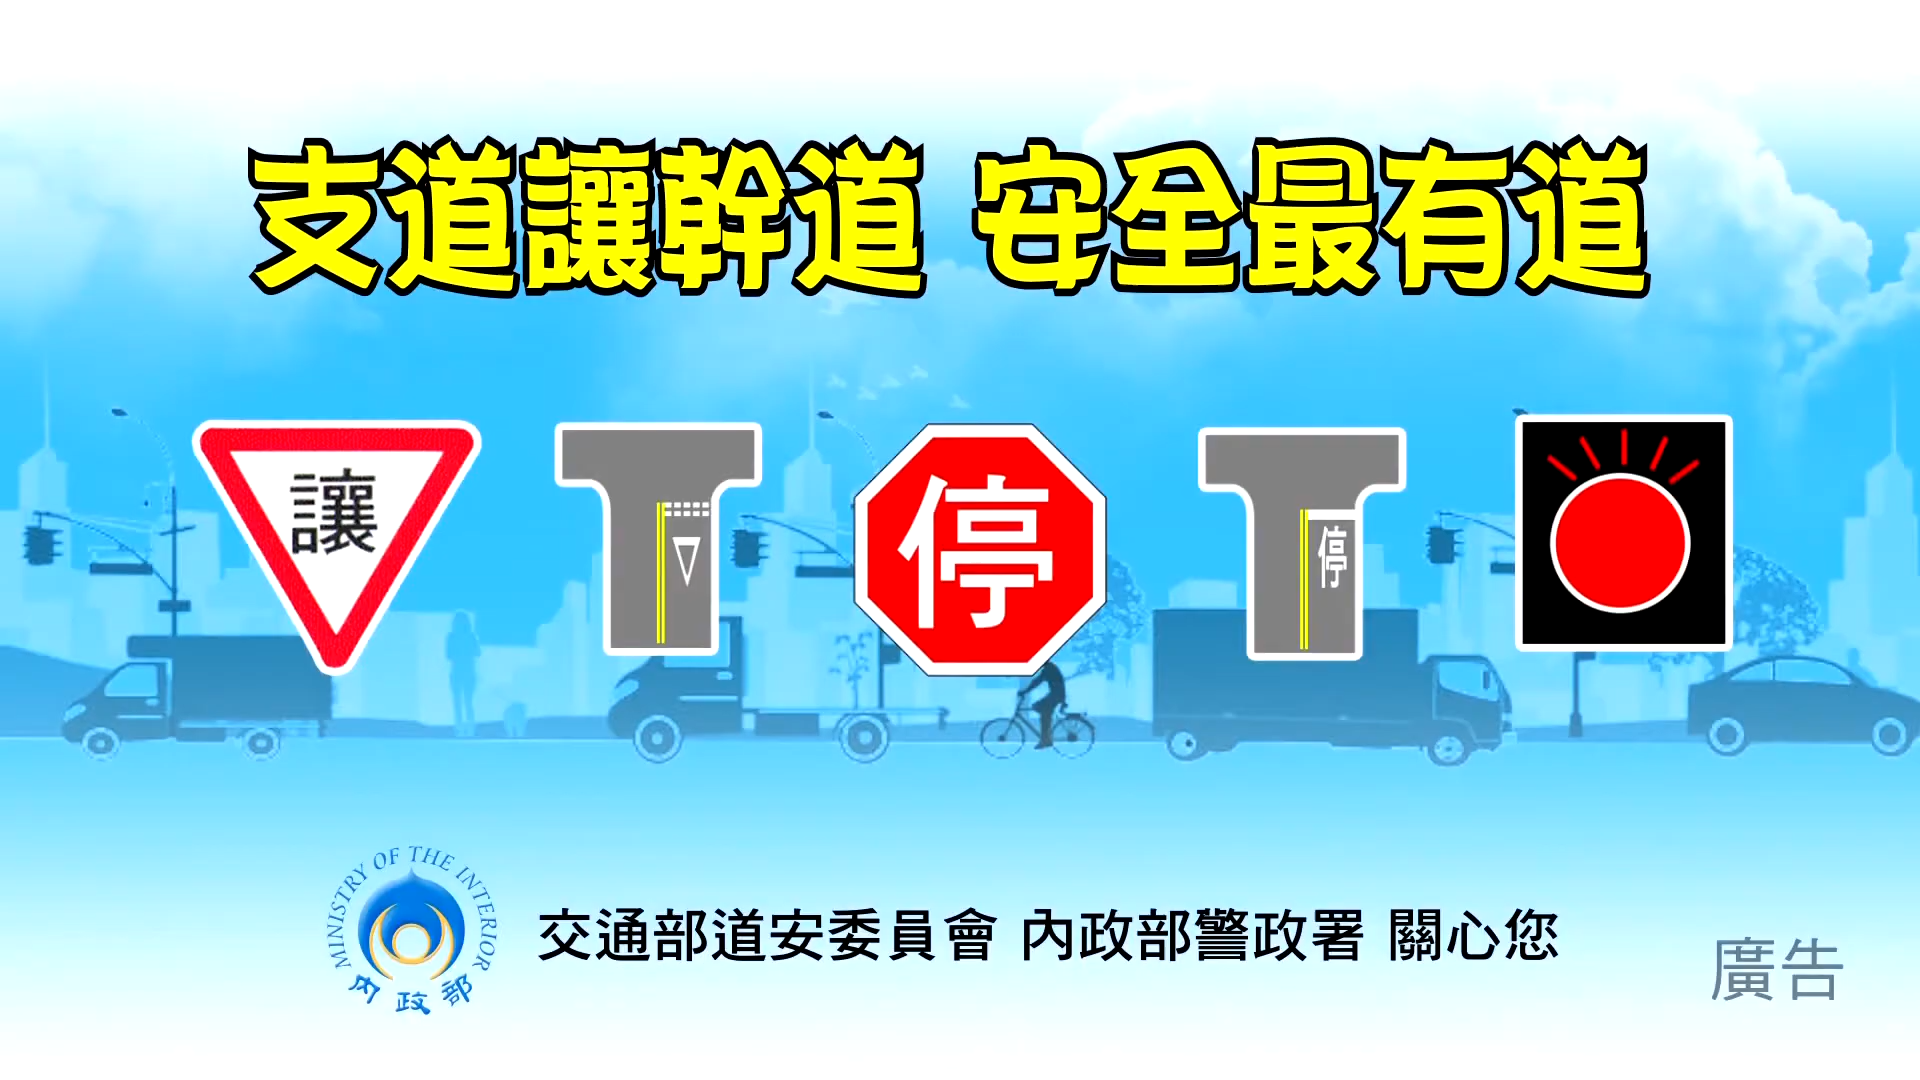 支道讓幹道 安全最有道
讓
停
停
MINISTRY OF THE INTERIOR
內政部
交通部道安委員會 內政部警政署 關心您
廣告